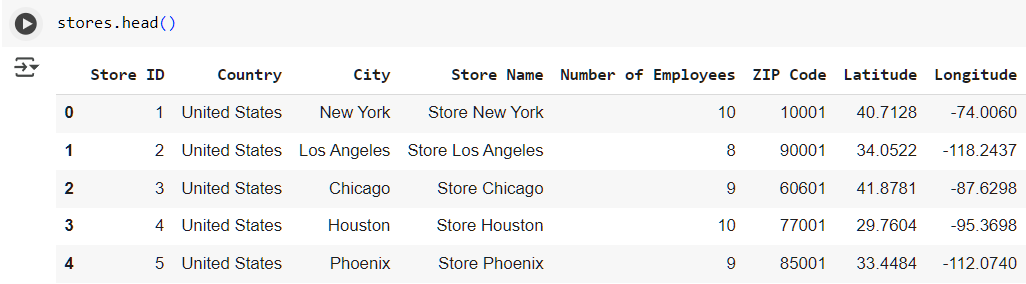 stores.head()
Store ID Country City Store Name Number of Employees ZIP Code Latitude Longitude
0 1 United States New York Store New York 10 10001 40.7128 -74.0060
1 2 United States Los Angeles Store Los Angeles 8 90001 34.0522 -118.2437
2 3 United States Chicago Store Chicago 9 60601 41.8781 -87.6298
3 4 United States Houston Store Houston 10 77001 29.7604 -95.3698
4 5 United States Phoenix Store Phoenix 9 85001 33.4484 -112.0740